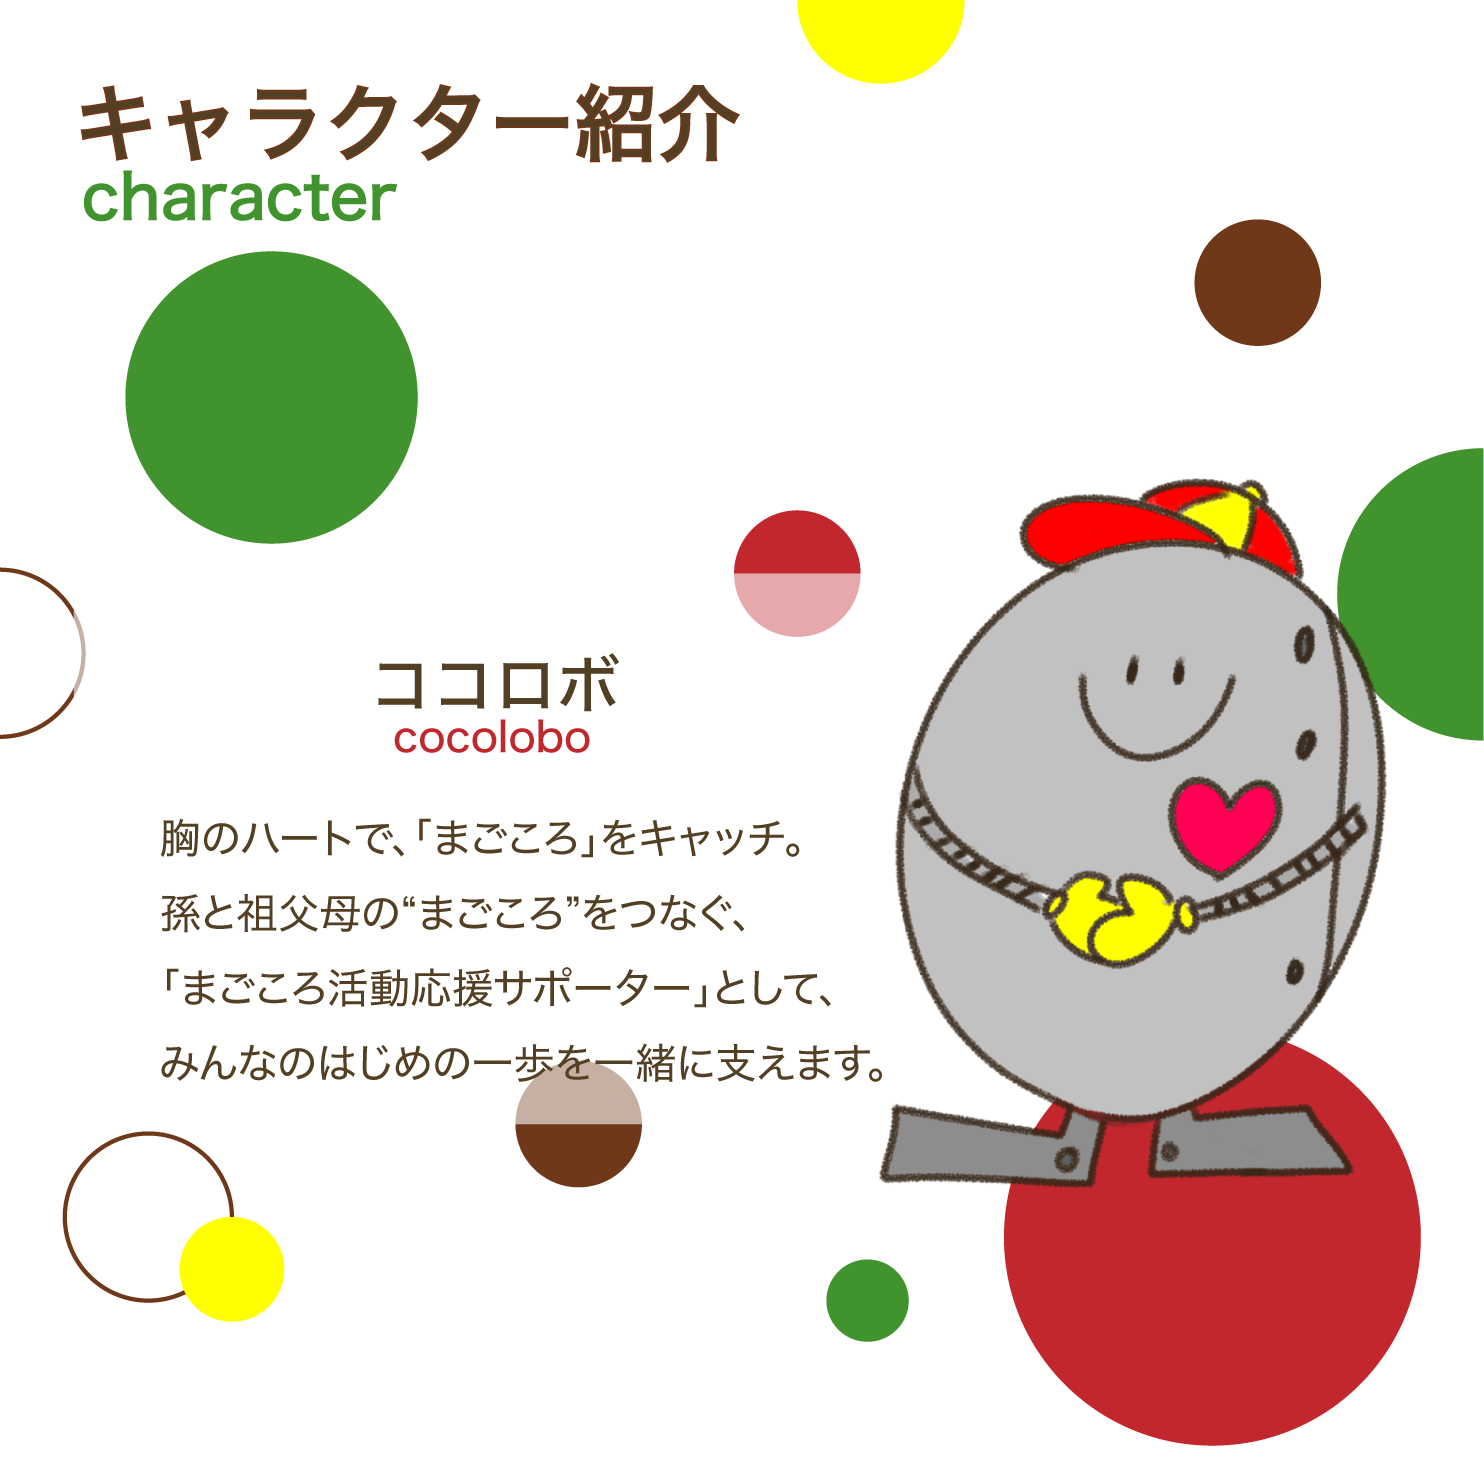 キャラクター紹介
character
ココロボ
cocolobo
胸のハートで、「まごころ」をキャッチ。
孫と祖父母の“まごころ”をつなぐ、
「まごころ活動応援サポーター」として、
みんなのはじめの一歩を一緒に支えます。